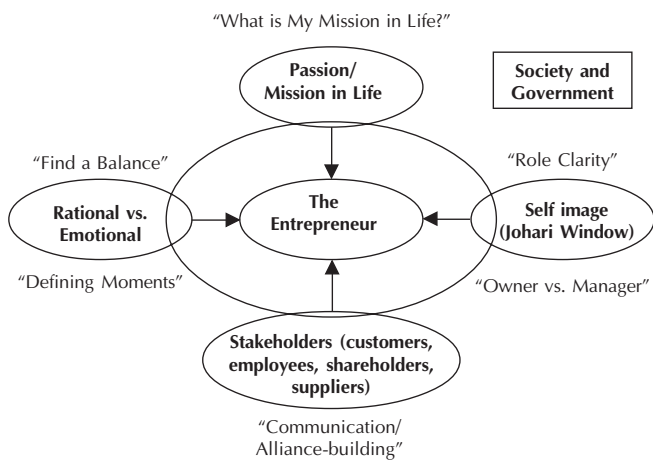 “What is My Mission in Life?”
Passion/
Mission in Life
Society and
Government
“Find a Balance”
“Role Clarity”
Rational vs.
Emotional
The
Entrepreneur
Self image
(Johari Window)
“Defining Moments”
“Owner vs. Manager”
Stakeholders (customers,
employees, shareholders,
suppliers)
“Communication/
Alliance-building”